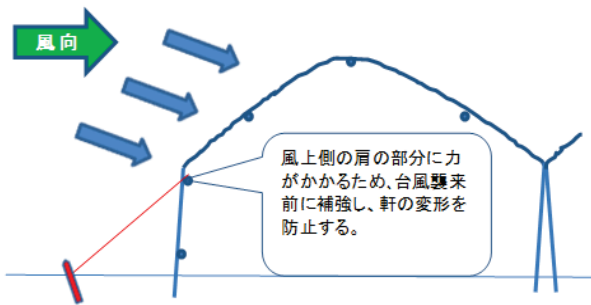 風向
風上側の肩の部分に力
がかかるため、台風襲来
前に補強し、軒の変形を
防止する。